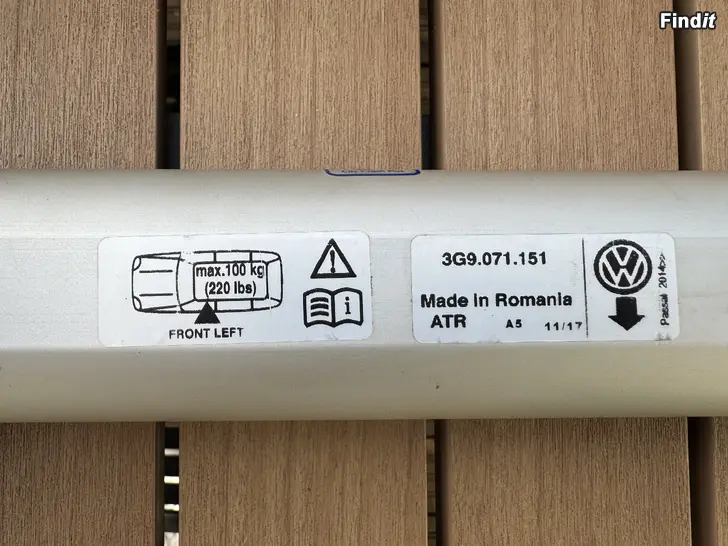 Findit
max.100 kg
(220 lbs)
FRONT LEFT
3G9.071.151
Made in Romania
ATR A5 11/17
Passat 2014>>